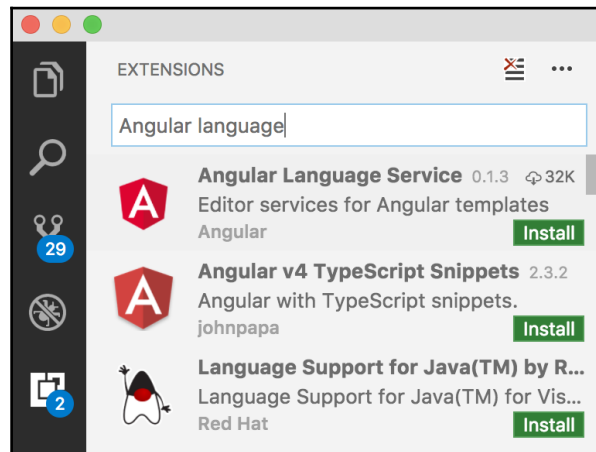 EXTENSIONS
•••
Angular language
Angular Language Service 0.1.3 32K
Editor services for Angular templates
Angular Install
Angular v4 TypeScript Snippets 2.3.2
Angular with TypeScript snippets.
johnpapa Install
Language Support for Java(TM) by R...
Language Support for Java(TM) for Vis...
Red Hat Install
29
2